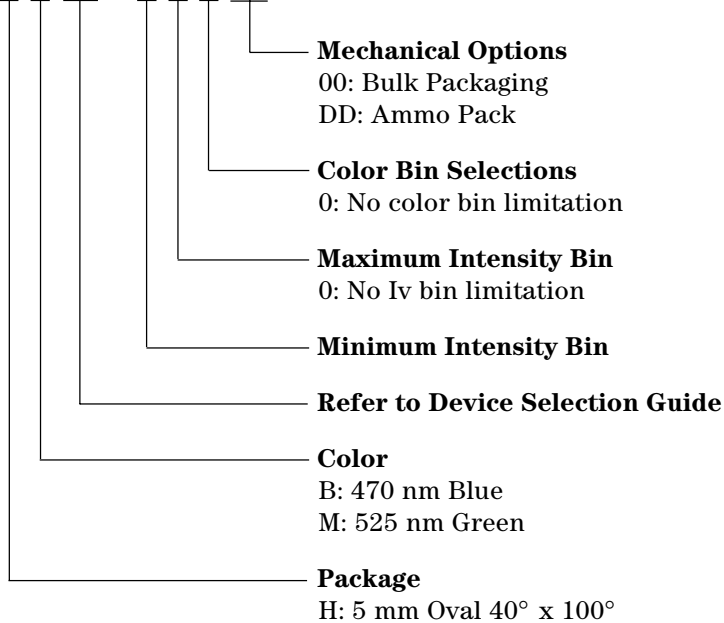 Mechanical Options
00: Bulk Packaging
DD: Ammo Pack
Color Bin Selections
0: No color bin limitation
Maximum Intensity Bin
0: No Iv bin limitation
Minimum Intensity Bin
Refer to Device Selection Guide
Color
B: 470 nm Blue
M: 525 nm Green
Package
H: 5 mm Oval 40° x 100°